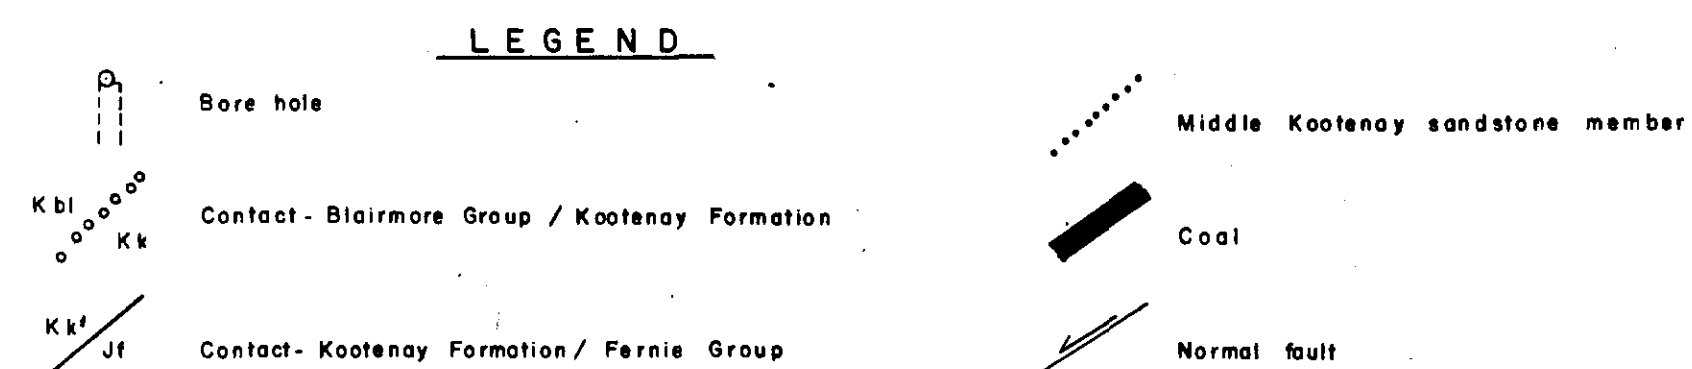 LEGEND
Bore hole
Middle Kootenay sandstone member
Kbl
Contact - Blairmore Group / Kootenay Formation
Kk
Coal
Kk
Jf
Contact - Kootenay Formation / Fernie Group
Normal fault